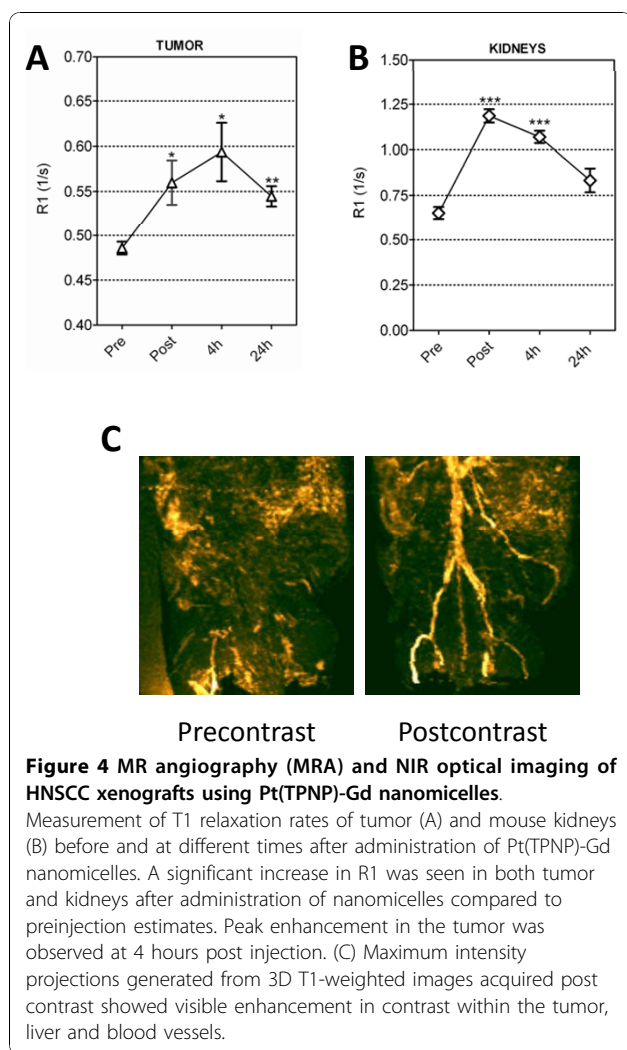 A
TUMOR
R1 (1/s)
0.70
0.65
0.60
0.55
0.50
0.45
0.40
*
*
**
Pre
Post
4h
24h
B
KIDNEYS
R1 (1/s)
1.50
1.25
1.00
0.75
0.50
0.25
0.00
***
***
Pre
Post
4h
24h
C
Precontrast
Postcontrast
Figure 4 MR angiography (MRA) and NIR optical imaging of
HNSCC xenografts using Pt(TPNP)-Gd nanomicelles.
Measurement of T1 relaxation rates of tumor (A) and mouse kidneys
(B) before and at different times after administration of Pt(TPNP)-Gd
nanomicelles. A significant increase in R1 was seen in both tumor
and kidneys after administration of nanomicelles compared to
preinjection estimates. Peak enhancement in the tumor was
observed at 4 hours post injection. (C) Maximum intensity
projections generated from 3D T1-weighted images acquired post
contrast showed visible enhancement in contrast within the tumor,
liver and blood vessels.